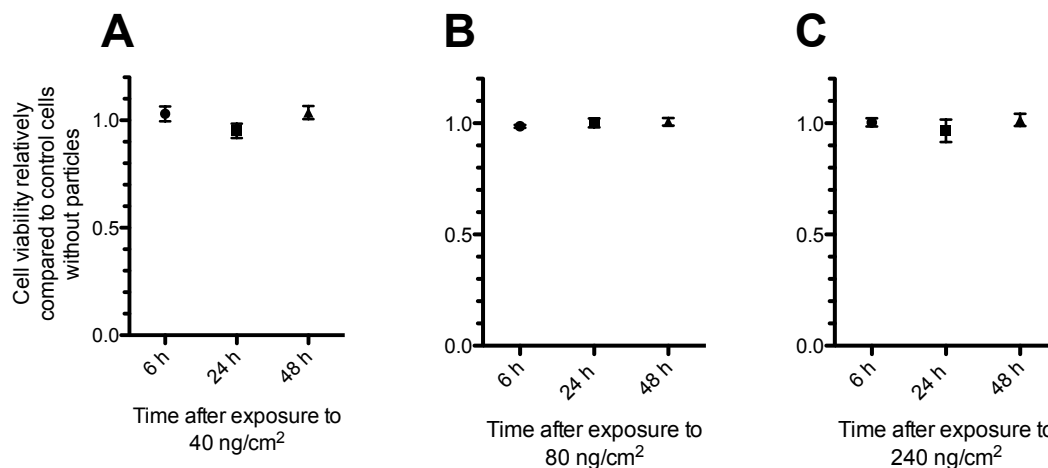 A
B
C
Cell viability relatively
compared to control cells
without particles
1.0
0.5
0.0
6 h
24 h
48 h
Time after exposure to
40 ng/cm²
1.0
0.5
0.0
6 h
24 h
48 h
Time after exposure to
80 ng/cm²
1.0
0.5
0.0
6 h
24 h
48 h
Time after exposure to
240 ng/cm²